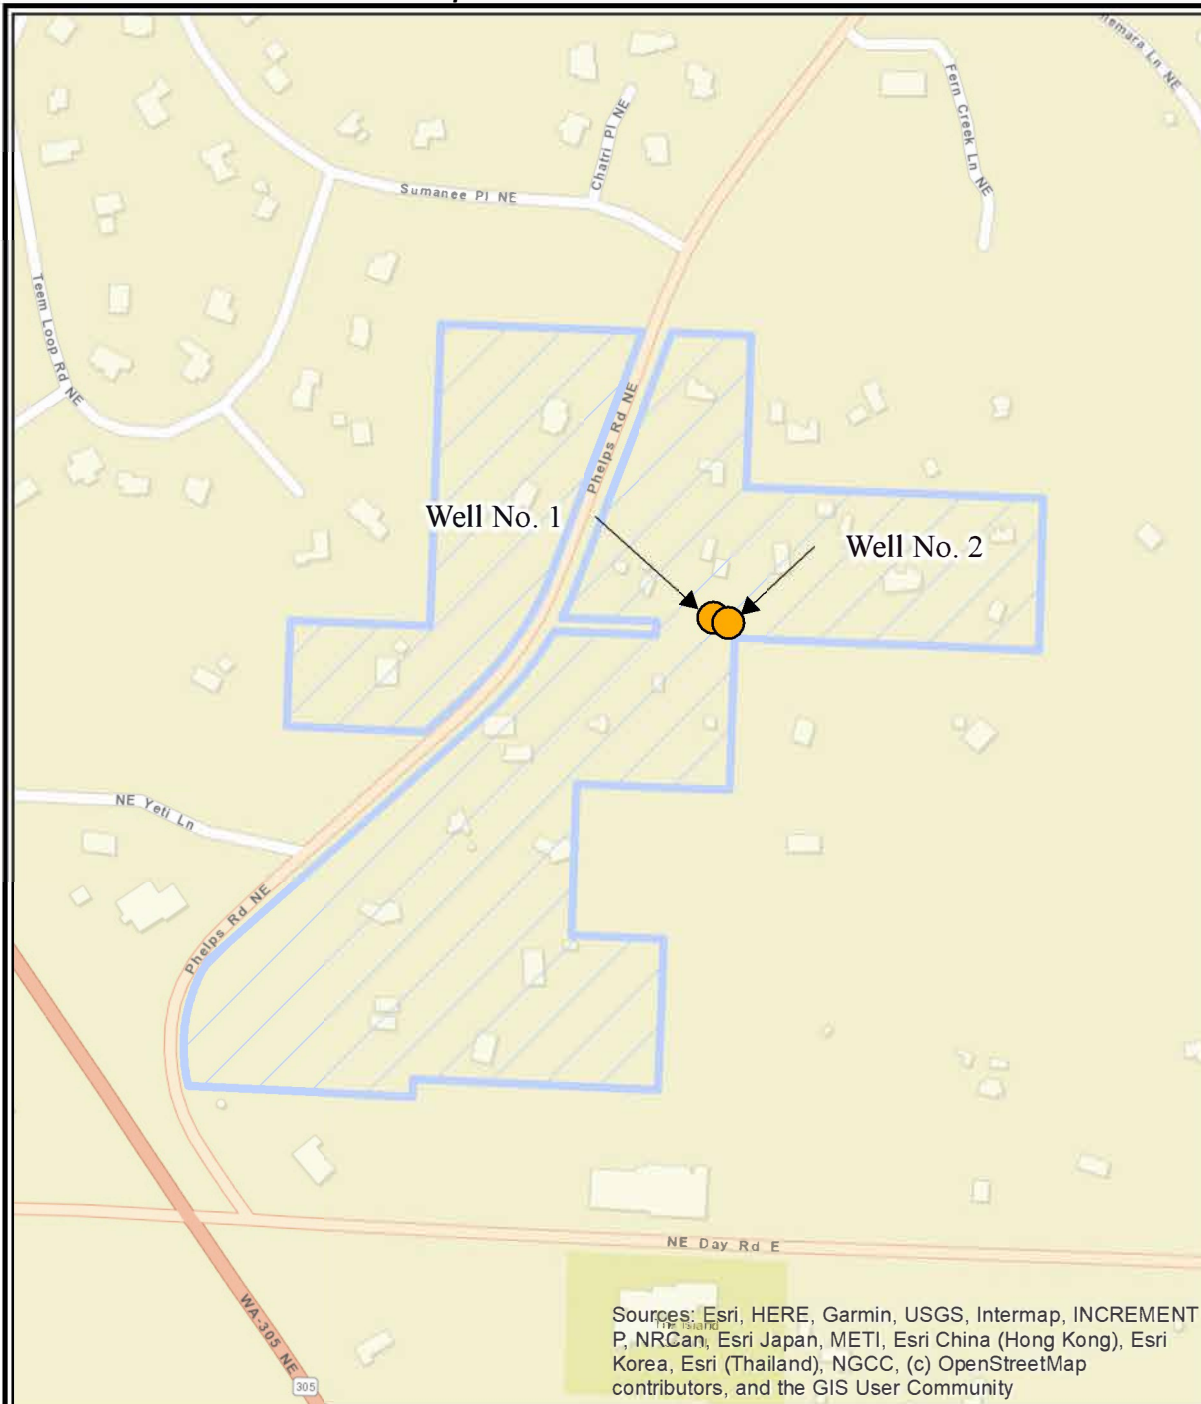 Fern Creek Ln NE
Chatri Pl NE
Sumanee Pl NE
Teem Loop Rd NE
Phelps Rd NE
Well No. 1
Well No. 2
NE Yeti Ln
Phelps Rd NE
NE Day Rd E
WA-305 NE
305
The Island
Sources: Esri, HERE, Garmin, USGS, Intermap, INCREMENT
P, NRCan, Esri Japan, METI, Esri China (Hong Kong), Esri
Korea, Esri (Thailand), NGCC, (c) OpenStreetMap
contributors, and the GIS User Community